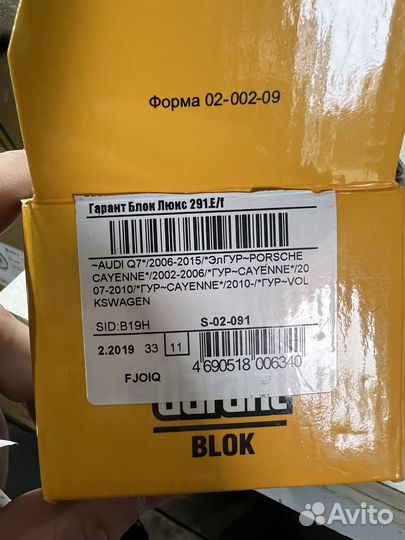 Форма 02-002-09
Гарант Блок Люкс 291.E/f
~AUDI Q7*/2006-2015/*ЭлГУР~PORSCHE
CAYENNE*/2002-2006/*ГУР~CAYENNE*/20
07-2010/*ГУР~CAYENNE*/2010-/*ГУР~VOL
KSWAGEN
SID:B19H S-02-091
2.2019 33 11
4 690518 006340
FJOIQ
BLOK
Avito